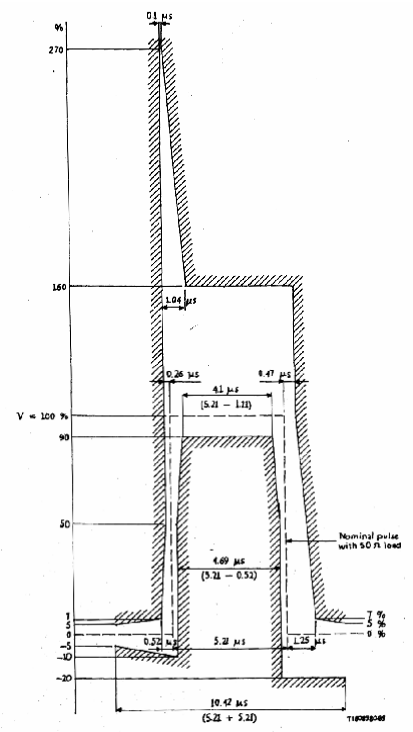 0.1 μs
%
270
160
1.04 μs
0.26 μs
0.47 μs
4.1 μs
(5.21 - 1.11)
V = 100 %
90
50
Nominal pulse
with 50 Ω load
4.69 μs
(5.21 - 0.52)
7 %
5
5 %
0
0 %
0.52 μs
5.21 μs
1.25 μs
-5
-10
-20
10.42 μs
(5.21 + 5.21)